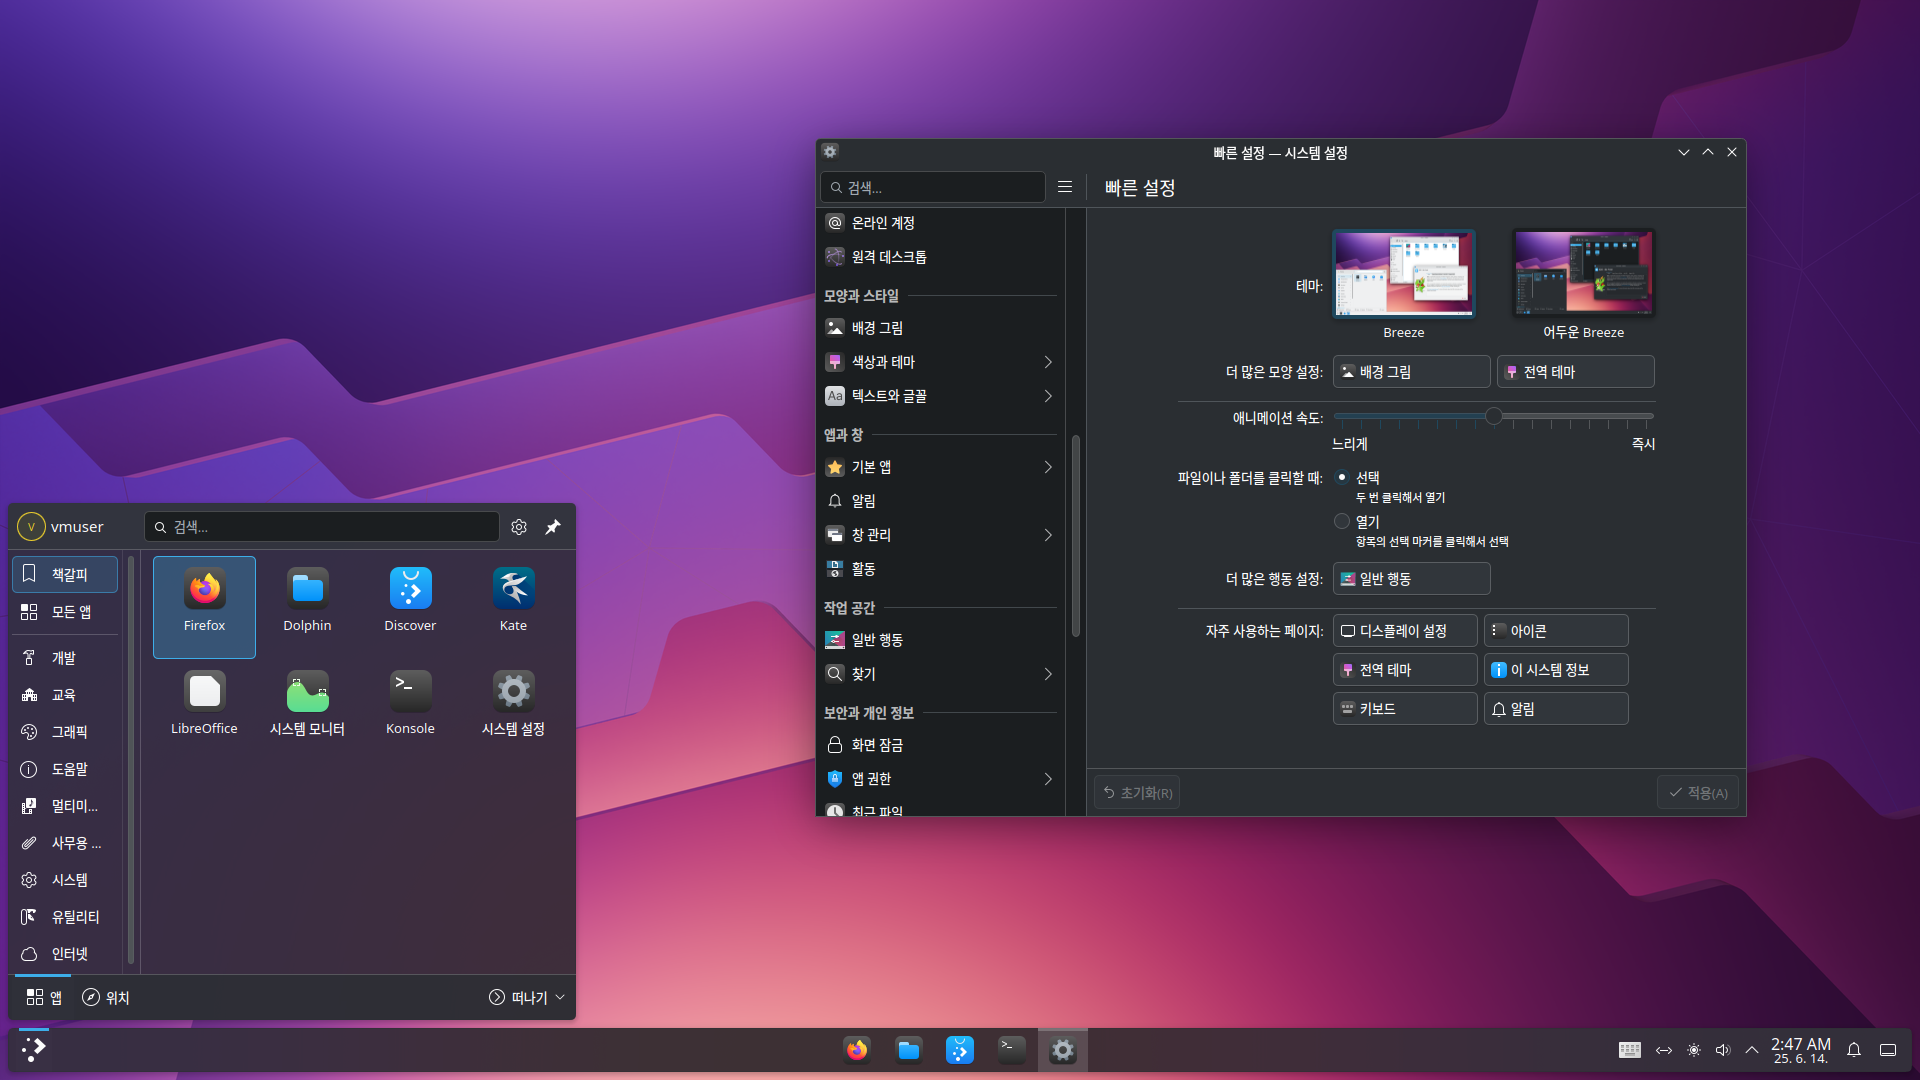 빠른 설정 — 시스템 설정
검색...
빠른 설정
온라인 계정
원격 데스크톱
모양과 스타일
배경 그림
색상과 테마
텍스트와 글꼴
앱과 창
기본 앱
알림
창 관리
활동
작업 공간
일반 행동
찾기
보안과 개인 정보
화면 잠금
앱 권한
최근 파일
테마:
Breeze
어두운 Breeze
더 많은 모양 설정:
배경 그림
전역 테마
애니메이션 속도:
느리게
즉시
파일이나 폴더를 클릭할 때:
선택
두 번 클릭해서 열기
열기
항목의 선택 마커를 클릭해서 선택
더 많은 행동 설정:
일반 행동
자주 사용하는 페이지:
디스플레이 설정
아이콘
전역 테마
이 시스템 정보
키보드
알림
초기화(R)
적용(A)
V
vmuser
검색...
책갈피
모든 앱
개발
교육
그래픽
도움말
멀티미...
사무용 ...
시스템
유틸리티
인터넷
Firefox
Dolphin
Discover
Kate
LibreOffice
시스템 모니터
Konsole
시스템 설정
앱
위치
떠나기
2:47 AM
25. 6. 14.